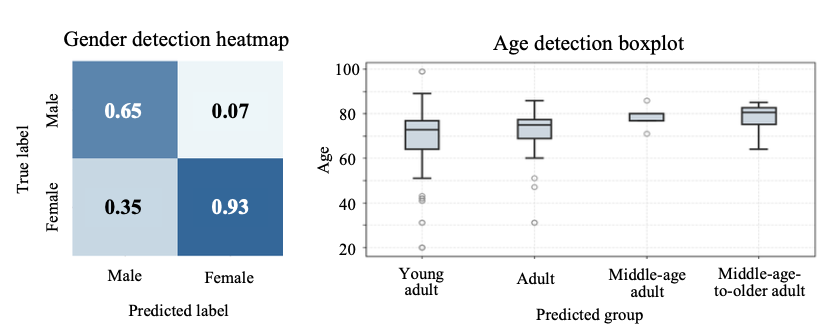 Gender detection heatmap
True label
Male
Female
0.65
0.07
0.35
0.93
Male
Female
Predicted label
Age detection boxplot
Age
100
80
60
40
20
Young
adult
Adult
Middle-age
adult
Middle-age-
to-older adult
Predicted group